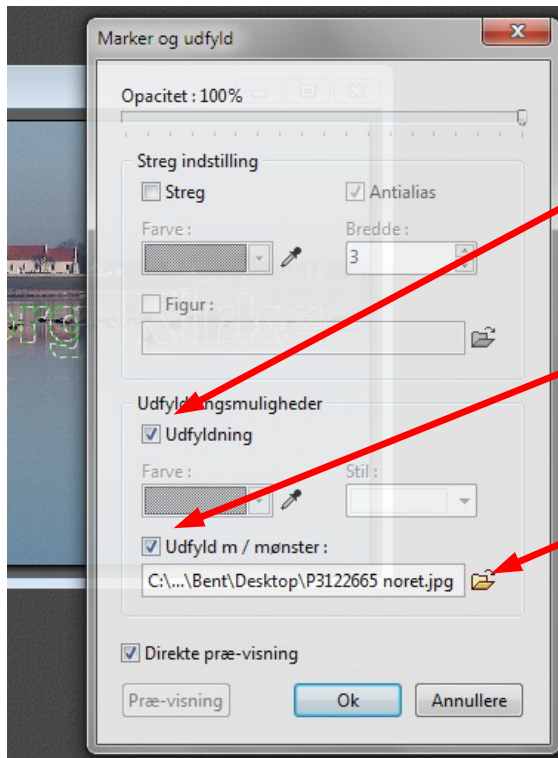 Marker og udfyld
Opacitet : 100%
Streg indstilling
Streg
Antialias
Farve :
Bredde :
3
Figur :
Udfyldningsmuligheder
Udfyldning
Farve :
Stil :
Udfyld m / mønster :
C:\...\Bent\Desktop\P3122665 noret.jpg
Direkte præ-visning
Præ-visning
Ok
Annullere